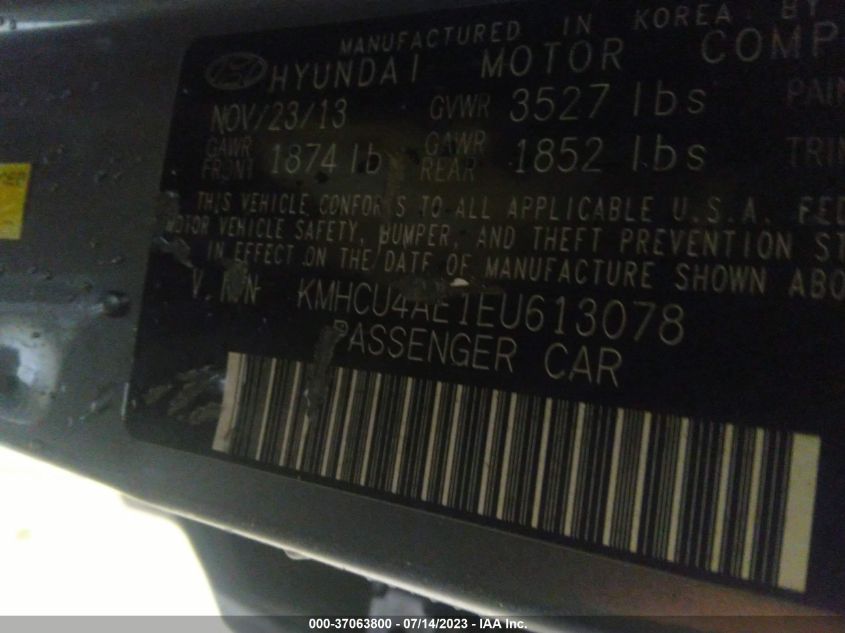 MANUFACTURED IN KOREA BY
HYUNDAI MOTOR COMP
NOV/23/13 GVWR 3527 lbs PAIN
GAWR FRONT 1874 lb GAWR REAR 1852 lbs TRIM
THIS VEHICLE CONFORMS TO ALL APPLICABLE U.S.A. FED
MOTOR VEHICLE SAFETY, BUMPER, AND THEFT PREVENTION ST
IN EFFECT ON THE DATE OF MANUFACTURE SHOWN ABO
KMHCU4AE1EU613078
PASSENGER CAR
000-37063800 - 07/14/2023 - IAA Inc.